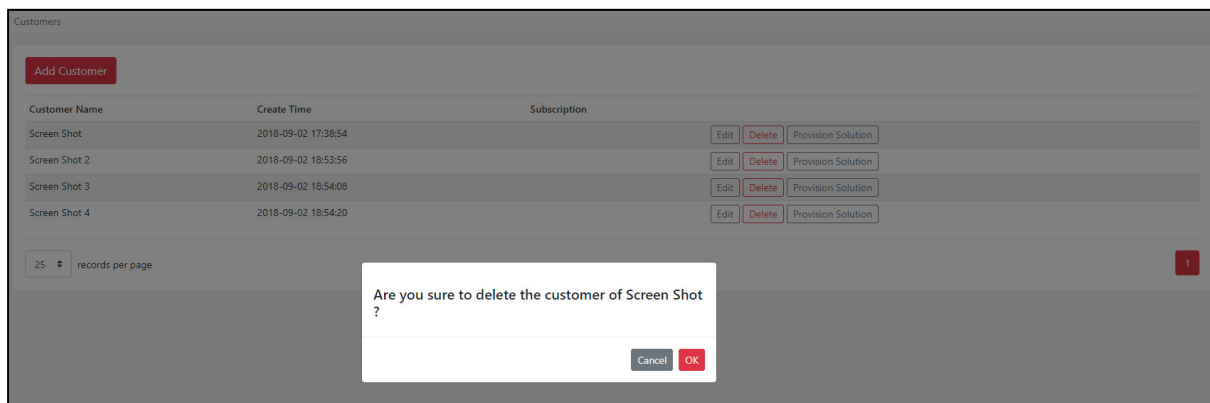 Customers
Add Customer
Customer Name Create Time Subscription
Screen Shot 2018-09-02 17:38:54 Edit Delete Provision Solution
Screen Shot 2 2018-09-02 18:53:56 Edit Delete Provision Solution
Screen Shot 3 2018-09-02 18:54:08 Edit Delete Provision Solution
Screen Shot 4 2018-09-02 18:54:20 Edit Delete Provision Solution
25 records per page 1
Are you sure to delete the customer of Screen Shot
?
Cancel OK